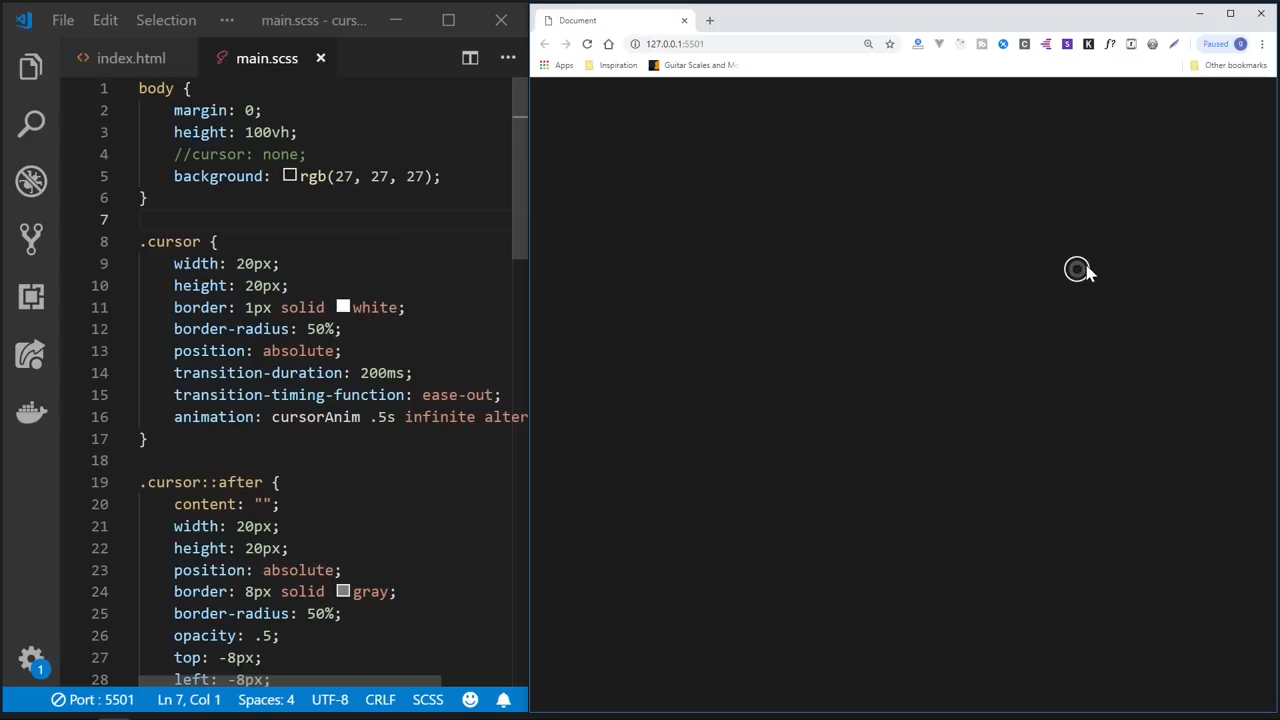 File Edit Selection ··· main.scss - curs...
index.html main.scss
1 body {
2 margin: 0;
3 height: 100vh;
4 //cursor: none;
5 background: rgb(27, 27, 27);
6 }
7
8 .cursor {
9 width: 20px;
10 height: 20px;
11 border: 1px solid white;
12 border-radius: 50%;
13 position: absolute;
14 transition-duration: 200ms;
15 transition-timing-function: ease-out;
16 animation: cursorAnim .5s infinite alter
17 }
18
19 .cursor::after {
20 content: "";
21 width: 20px;
22 height: 20px;
23 position: absolute;
24 border: 8px solid gray;
25 border-radius: 50%;
26 opacity: .5;
27 top: -8px;
28 left: -8px;
1
Port : 5501 Ln 7, Col 1 Spaces: 4 UTF-8 CRLF SCSS
Document
127.0.0.1:5501 Paused
Apps Inspiration Guitar Scales and Mo Other bookmarks